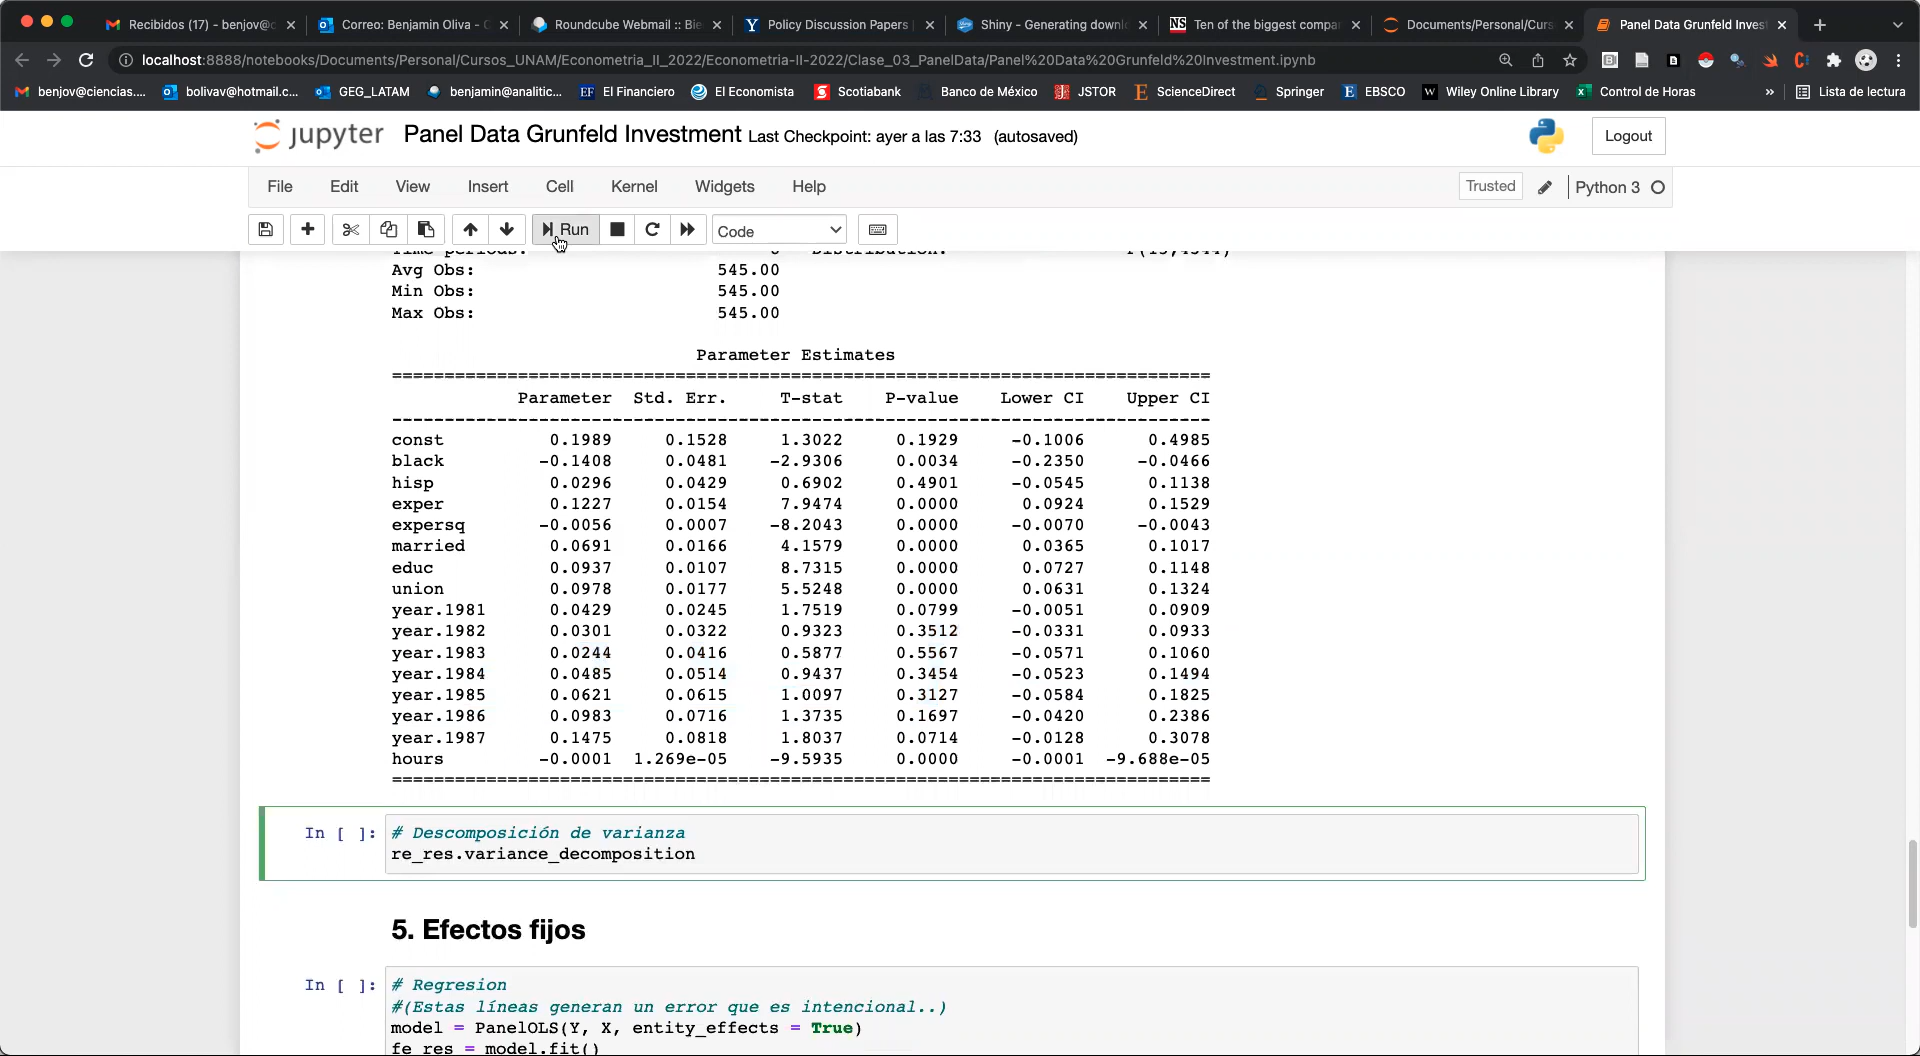 Recibidos (17) - benjov@c
Correo: Benjamin Oliva -
Roundcube Webmail :: Bie
Policy Discussion Papers
Shiny - Generating downl
Ten of the biggest compa
Documents/Personal/Curs
Panel Data Grunfeld Inves
localhost:8888/notebooks/Documents/Personal/Cursos_UNAM/Econometria_II_2022/Econometria-II-2022/Clase_03_PanelData/Panel%20Data%20Grunfeld%20Investment.ipynb
benjov@ciencias.... bolivav@hotmail.c... GEG_LATAM benjamin@analitic... El Financiero El Economista Scotiabank Banco de México JSTOR ScienceDirect Springer EBSCO Wiley Online Library Control de Horas » Lista de lectura
jupyter Panel Data Grunfeld Investment Last Checkpoint: ayer a las 7:33 (autosaved) Logout
File Edit View Insert Cell Kernel Widgets Help Trusted Python 3
Run Code
Avg Obs: 545.00
Min Obs: 545.00
Max Obs: 545.00
Parameter Estimates
==============================================================================
Parameter Std. Err. T-stat P-value Lower CI Upper CI
------------------------------------------------------------------------------
const 0.1989 0.1528 1.3022 0.1929 -0.1006 0.4985
black -0.1408 0.0481 -2.9306 0.0034 -0.2350 -0.0466
hisp 0.0296 0.0429 0.6902 0.4901 -0.0545 0.1138
exper 0.1227 0.0154 7.9474 0.0000 0.0924 0.1529
expersq -0.0056 0.0007 -8.2043 0.0000 -0.0070 -0.0043
married 0.0691 0.0166 4.1579 0.0000 0.0365 0.1017
educ 0.0937 0.0107 8.7315 0.0000 0.0727 0.1148
union 0.0978 0.0177 5.5248 0.0000 0.0631 0.1324
year.1981 0.0429 0.0245 1.7519 0.0799 -0.0051 0.0909
year.1982 0.0301 0.0322 0.9323 0.3512 -0.0331 0.0933
year.1983 0.0244 0.0416 0.5877 0.5567 -0.0571 0.1060
year.1984 0.0485 0.0514 0.9437 0.3454 -0.0523 0.1494
year.1985 0.0621 0.0615 1.0097 0.3127 -0.0584 0.1825
year.1986 0.0983 0.0716 1.3735 0.1697 -0.0420 0.2386
year.1987 0.1475 0.0818 1.8037 0.0714 -0.0128 0.3078
hours -0.0001 1.269e-05 -9.5935 0.0000 -0.0001 -9.688e-05
==============================================================================
In [ ]: # Descomposición de varianza
re_res.variance_decomposition
5. Efectos fijos
In [ ]: # Regresion
#(Estas líneas generan un error que es intencional..)
model = PanelOLS(Y, X, entity_effects = True)
fe_res = model.fit()